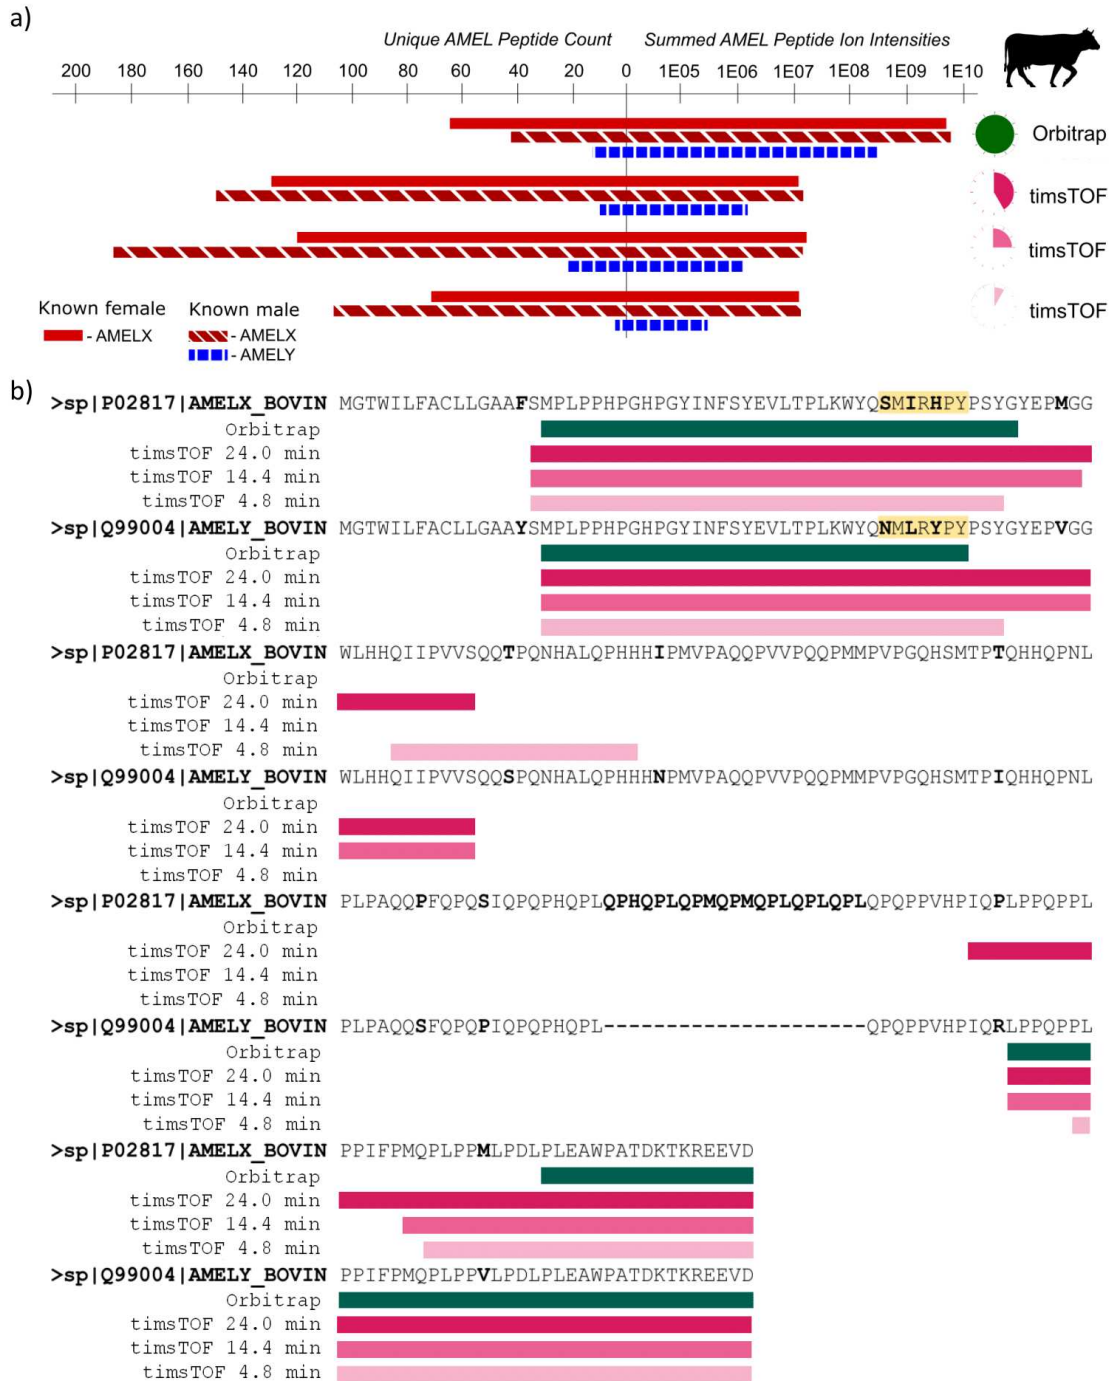 a)
Unique AMEL Peptide Count
Summed AMEL Peptide Ion Intensities
200 180 160 140 120 100 80 60 40 20 0 1E05 1E06 1E07 1E08 1E09 1E10
Orbitrap
timsTOF
timsTOF
timsTOF
Known female
- AMELX
Known male
- AMELX
- AMELY
b)
>sp|P02817|AMELX_BOVIN MGTWILFACLLGAAFSMPLPPHPGHPGYINFSYEVLTPLKWYQSMIRHPYPSYGYEPMGG
Orbitrap
timsTOF 24.0 min
timsTOF 14.4 min
timsTOF 4.8 min
>sp|Q99004|AMELY_BOVIN MGTWILFACLLGAAYSMPLPPHPGHPGYINFSYEVLTPLKWYQNMLRYPYPSYGYEPVGG
Orbitrap
timsTOF 24.0 min
timsTOF 14.4 min
timsTOF 4.8 min
>sp|P02817|AMELX_BOVIN WLHHQIIPVVSQQTPQNHALQPHHHIPMVPAQQPVVPQQPMMPVPGQHSMTPTQHHQPNL
Orbitrap
timsTOF 24.0 min
timsTOF 14.4 min
timsTOF 4.8 min
>sp|Q99004|AMELY_BOVIN WLHHQIIPVVSQQSPQNHALQPHHHNPMVPAQQPVVPQQPMMPVPGQHSMTPIQHHQPNL
Orbitrap
timsTOF 24.0 min
timsTOF 14.4 min
timsTOF 4.8 min
>sp|P02817|AMELX_BOVIN PLPAQQPFQPQSIQPQPHQPLQPHQPLQPMQPMQPLQPLQPLQPQPPVHPIQPLPPQPPL
Orbitrap
timsTOF 24.0 min
timsTOF 14.4 min
timsTOF 4.8 min
>sp|Q99004|AMELY_BOVIN PLPAQQSFQPQPIQPQPHQPL---------------------QPQPPVHPIQRLPPQPPL
Orbitrap
timsTOF 24.0 min
timsTOF 14.4 min
timsTOF 4.8 min
>sp|P02817|AMELX_BOVIN PPIFPMQPLPPMLPDLPLEAWPATDKTKREEVD
Orbitrap
timsTOF 24.0 min
timsTOF 14.4 min
timsTOF 4.8 min
>sp|Q99004|AMELY_BOVIN PPIFPMQPLPPVLPDLPLEAWPATDKTKREEVD
Orbitrap
timsTOF 24.0 min
timsTOF 14.4 min
timsTOF 4.8 min